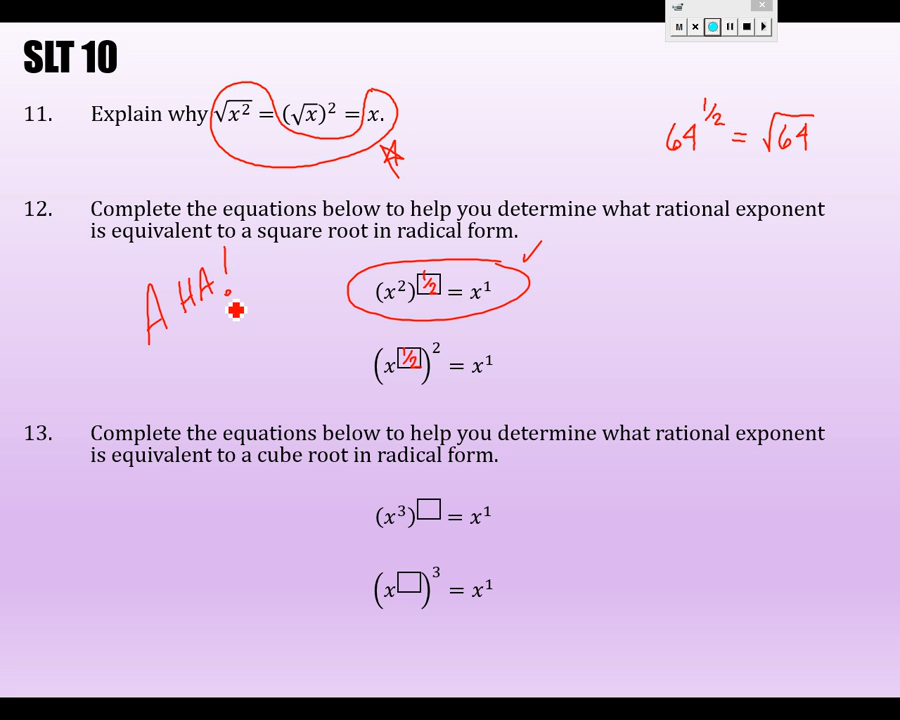 M
SLT 10
11. Explain why √x² = (√x)² = x.
64^1/2 = √64
12. Complete the equations below to help you determine what rational exponent
is equivalent to a square root in radical form.
AHA!
(x²)^1/2 = x¹
(x^1/2)² = x¹
13. Complete the equations below to help you determine what rational exponent
is equivalent to a cube root in radical form.
(x³)^□ = x¹
(x^□)³ = x¹